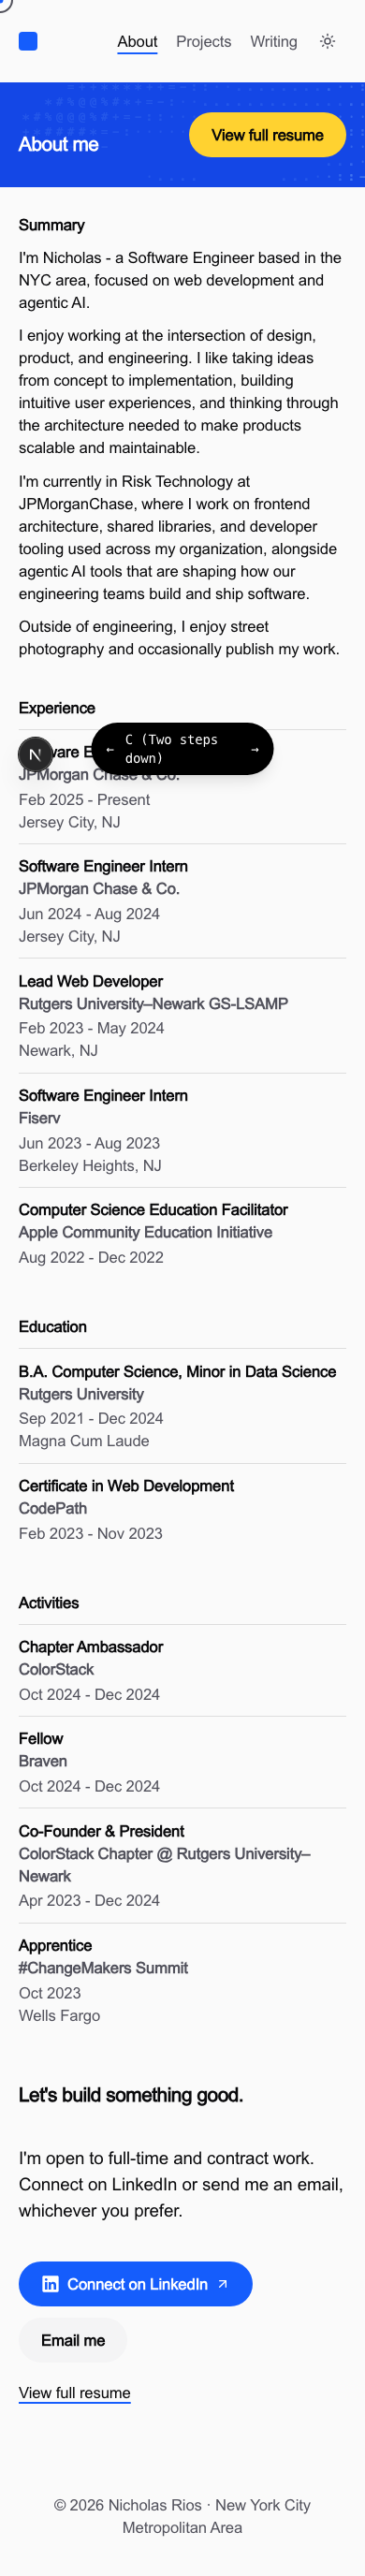 About Projects Writing
About me
View full resume
Summary
I'm Nicholas - a Software Engineer based in the
NYC area, focused on web development and
agentic AI.
I enjoy working at the intersection of design,
product, and engineering. I like taking ideas
from concept to implementation, building
intuitive user experiences, and thinking through
the architecture needed to make products
scalable and maintainable.
I'm currently in Risk Technology at
JPMorganChase, where I work on frontend
architecture, shared libraries, and developer
tooling used across my organization, alongside
agentic AI tools that are shaping how our
engineering teams build and ship software.
Outside of engineering, I enjoy street
photography and occasionally publish my work.
Experience
N
← C (Two steps →
down)
JPMorgan Chase & Co.
Feb 2025 - Present
Jersey City, NJ
Software Engineer Intern
JPMorgan Chase & Co.
Jun 2024 - Aug 2024
Jersey City, NJ
Lead Web Developer
Rutgers University–Newark GS-LSAMP
Feb 2023 - May 2024
Newark, NJ
Software Engineer Intern
Fiserv
Jun 2023 - Aug 2023
Berkeley Heights, NJ
Computer Science Education Facilitator
Apple Community Education Initiative
Aug 2022 - Dec 2022
Education
B.A. Computer Science, Minor in Data Science
Rutgers University
Sep 2021 - Dec 2024
Magna Cum Laude
Certificate in Web Development
CodePath
Feb 2023 - Nov 2023
Activities
Chapter Ambassador
ColorStack
Oct 2024 - Dec 2024
Fellow
Braven
Oct 2024 - Dec 2024
Co-Founder & President
ColorStack Chapter @ Rutgers University–
Newark
Apr 2023 - Dec 2024
Apprentice
#ChangeMakers Summit
Oct 2023
Wells Fargo
Let's build something good.
I'm open to full-time and contract work.
Connect on LinkedIn or send me an email,
whichever you prefer.
Connect on LinkedIn ↗
Email me
View full resume
© 2026 Nicholas Rios · New York City
Metropolitan Area